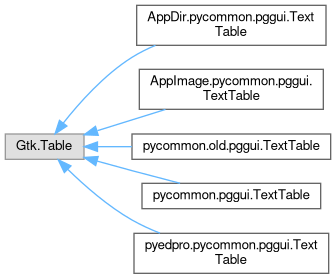 AppDir.pycommon.pggui.Text
Table
AppImage.pycommon.pggui.
TextTable
Gtk.Table
pycommon.old.pggui.TextTable
pycommon.pggui.TextTable
pyedpro.pycommon.pggui.Text
Table